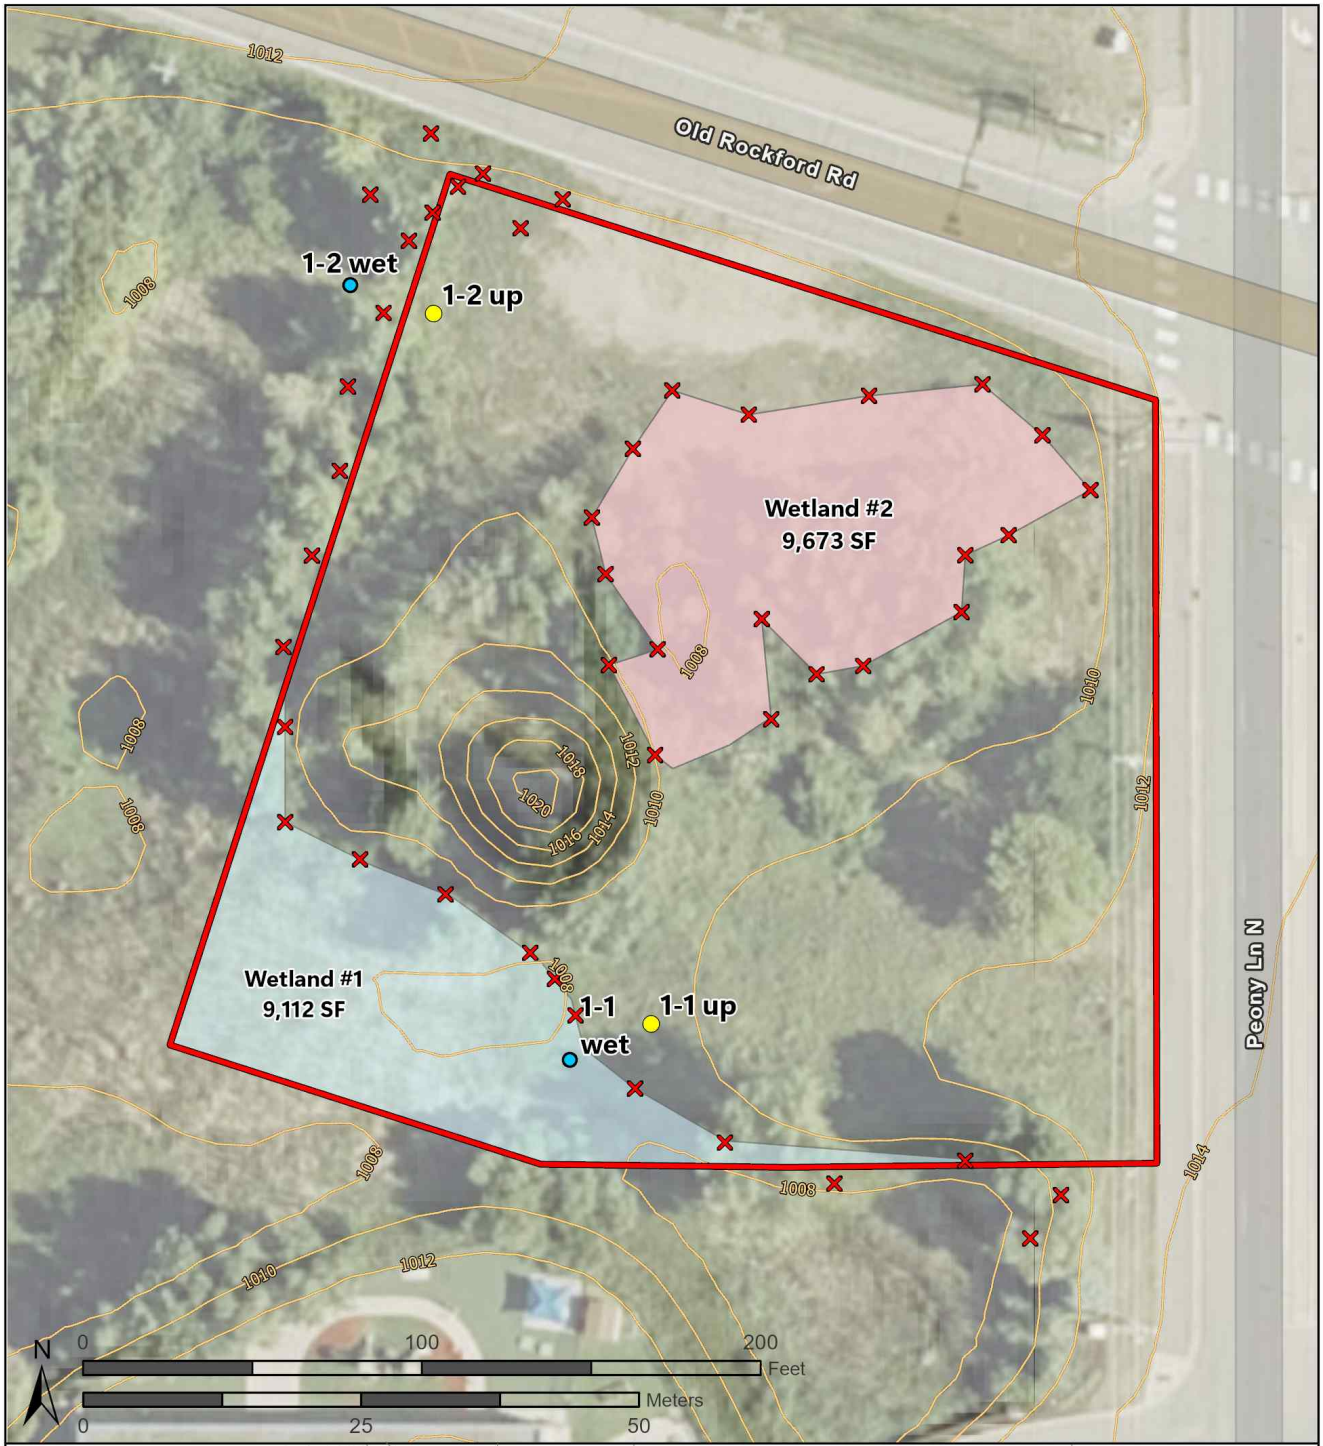 1012
Old Rockford Rd
1008
1-2 wet
1-2 up
Wetland #2
9,673 SF
1008
1010
1008
1012
1018
1020
1016
1014
1010
1012
1008
Wetland #1
9,112 SF
1008
1-1
wet
1-1 up
Peony Ln N
1008
1008
1014
1010
1012
N
0
100
200
Feet
Meters
0
25
50